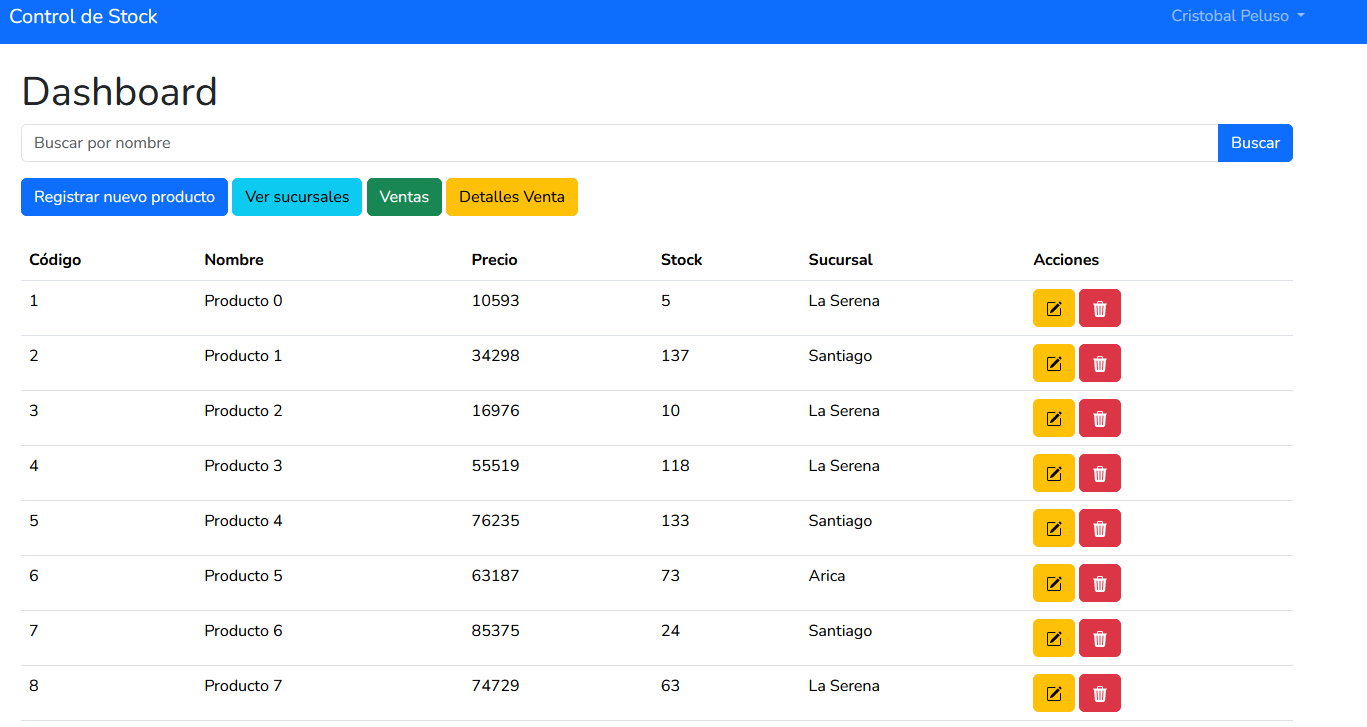 Control de Stock Cristobal Peluso
Dashboard
Buscar por nombre Buscar
Registrar nuevo producto Ver sucursales Ventas Detalles Venta
Código Nombre Precio Stock Sucursal Acciones
1 Producto 0 10593 5 La Serena
2 Producto 1 34298 137 Santiago
3 Producto 2 16976 10 La Serena
4 Producto 3 55519 118 La Serena
5 Producto 4 76235 133 Santiago
6 Producto 5 63187 73 Arica
7 Producto 6 85375 24 Santiago
8 Producto 7 74729 63 La Serena